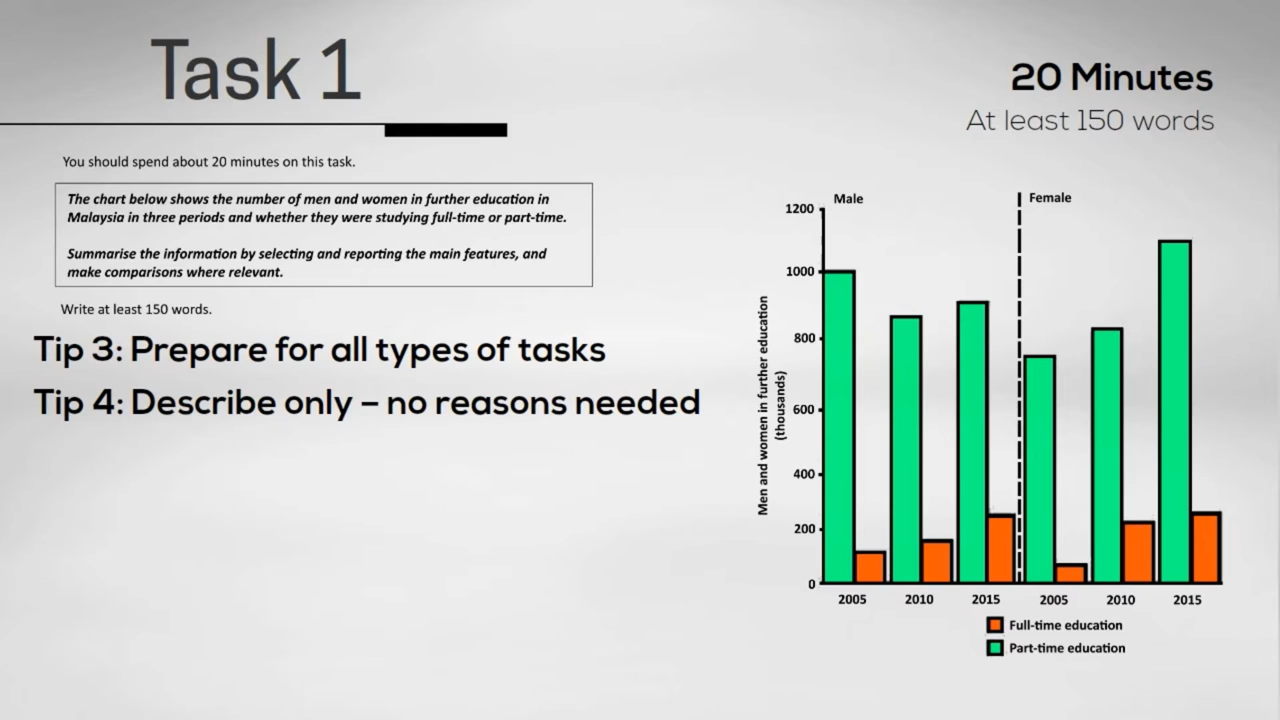 Task 1
20 Minutes
At least 150 words
You should spend about 20 minutes on this task.
The chart below shows the number of men and women in further education in
Malaysia in three periods and whether they were studying full-time or part-time.
Summarise the information by selecting and reporting the main features, and
make comparisons where relevant.
Write at least 150 words.
Tip 3: Prepare for all types of tasks
Tip 4: Describe only – no reasons needed
Male
Female
Men and women in further education
(thousands)
1200
1000
800
600
400
200
0
2005 2010 2015 2005 2010 2015
Full-time education
Part-time education